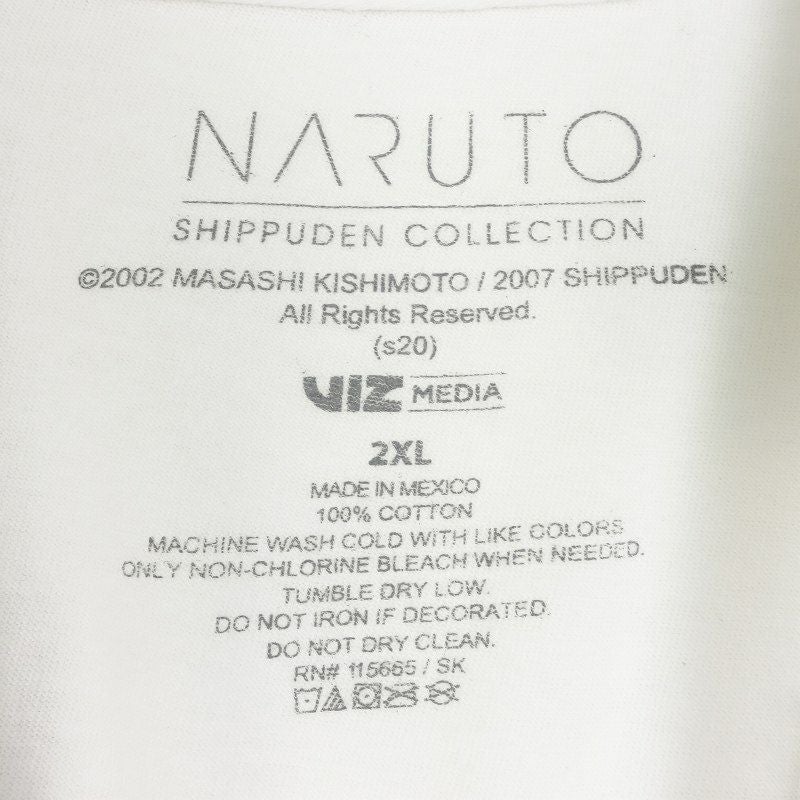 NARUTO
SHIPPUDEN COLLECTION
©2002 MASASHI KISHIMOTO / 2007 SHIPPUDEN
All Rights Reserved.
(s20)
VIZ MEDIA
2XL
MADE IN MEXICO
100% COTTON
MACHINE WASH COLD WITH LIKE COLORS
ONLY NON-CHLORINE BLEACH WHEN NEEDED.
TUMBLE DRY LOW.
DO NOT IRON IF DECORATED.
DO NOT DRY CLEAN.
RN# 115665 / SK